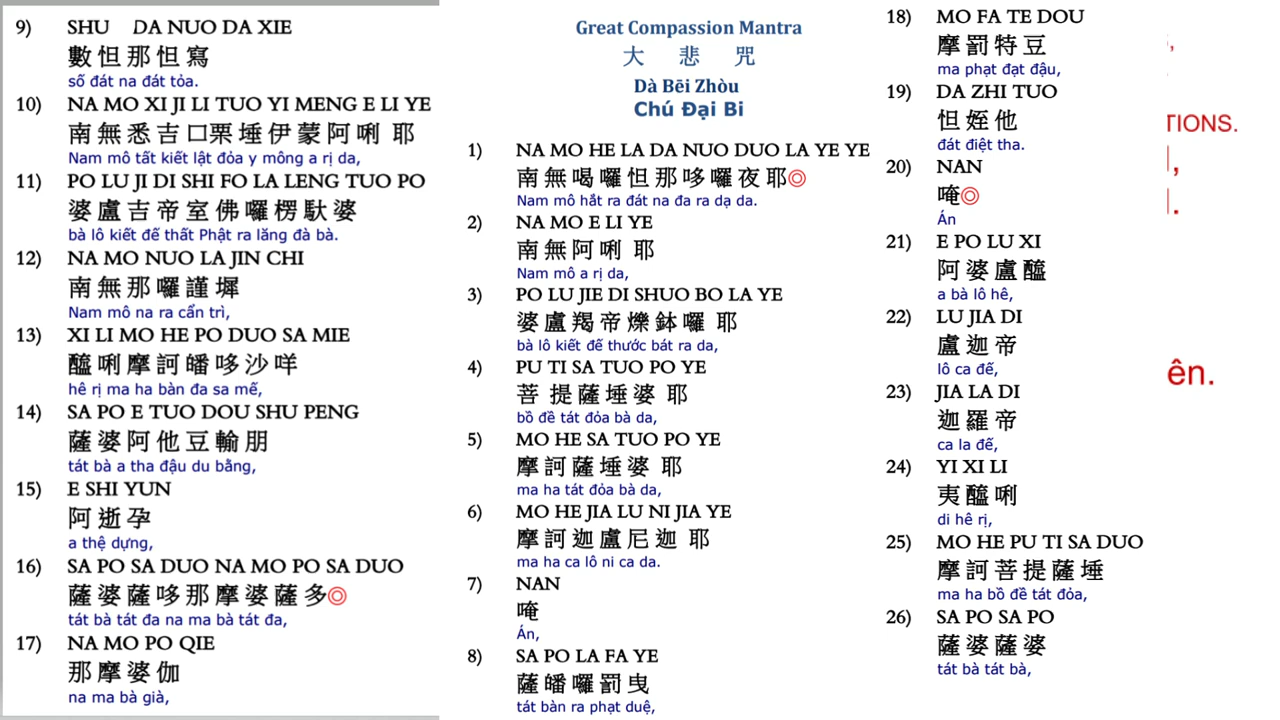 Great Compassion Mantra
大 悲 咒
Dà Bēi Zhòu
Chú Đại Bi
1) NA MO HE LA DA NUO DUO LA YE YE
南無喝囉怛那哆囉夜耶◎
Nam mô hắt ra đát na đa ra dạ da.
2) NA MO E LI YE
南無阿唎 耶
Nam mô a rị da,
3) PO LU JIE DI SHUO BO LA YE
婆盧羯帝爍鉢囉 耶
bà lô kiết đế thước bát ra da,
4) PU TI SA TUO PO YE
菩 提薩埵婆 耶
bồ đề tát đỏa bà da,
5) MO HE SA TUO PO YE
摩訶薩埵婆 耶
ma ha tát đỏa bà da,
6) MO HE JIA LU NI JIA YE
摩訶迦盧尼迦 耶
ma ha ca lô ni ca da.
7) NAN
唵
Án,
8) SA PO LA FA YE
薩皤囉罰曳
tát bàn ra phạt duệ,
9) SHU DA NUO DA XIE
數怛那怛寫
số đát na đát tỏa.
10) NA MO XI JI LI TUO YI MENG E LI YE
南無悉吉口栗埵伊蒙阿唎 耶
Nam mô tất kiết lật đỏa y mông a rị da,
11) PO LU JI DI SHI FO LA LENG TUO PO
婆盧吉帝室佛囉楞馱婆
bà lô kiết đế thất Phật ra lăng đà bà.
12) NA MO NUO LA JIN CHI
南無那囉謹墀
Nam mô na ra cẩn trì,
13) XI LI MO HE PO DUO SA MIE
醯唎摩訶皤哆沙咩
hê rị ma ha bàn đa sa mế,
14) SA PO E TUO DOU SHU PENG
薩婆阿他豆輸朋
tát bà a tha đậu du bằng,
15) E SHI YUN
阿逝孕
a thệ dựng,
16) SA PO SA DUO NA MO PO SA DUO
薩婆薩哆那摩婆薩多◎
tát bà tát đa na ma bà tát đa,
17) NA MO PO QIE
那摩婆伽
na ma bà già,
18) MO FA TE DOU
摩罰特豆
ma phạt đạt đậu,
19) DA ZHI TUO
怛姪他
đát điệt tha.
20) NAN
唵◎
Án
21) E PO LU XI
阿婆盧醯
a bà lô hê,
22) LU JIA DI
盧迦帝
lô ca đế,
23) JIA LA DI
迦羅帝
ca la đế,
24) YI XI LI
夷醯唎
di hê rị,
25) MO HE PU TI SA DUO
摩訶菩提薩埵
ma ha bồ đề tát đỏa,
26) SA PO SA PO
薩婆薩婆
tát bà tát bà,
TIONS.
ên.